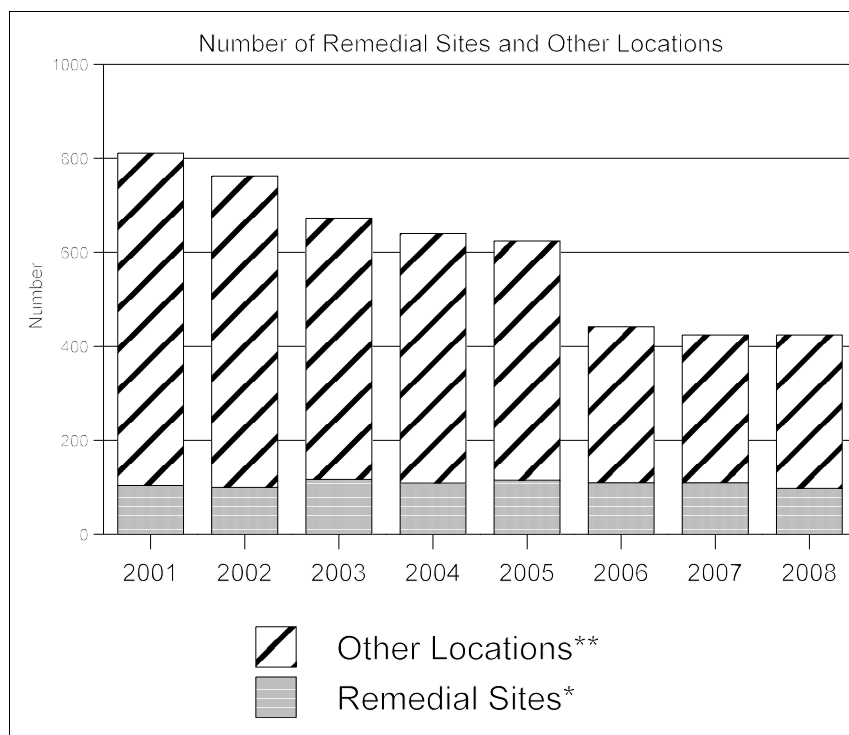 Number of Remedial Sites and Other Locations
1000
800
600
400
200
0
Number
2001 2002 2003 2004 2005 2006 2007 2008
Other Locations**
Remedial Sites*